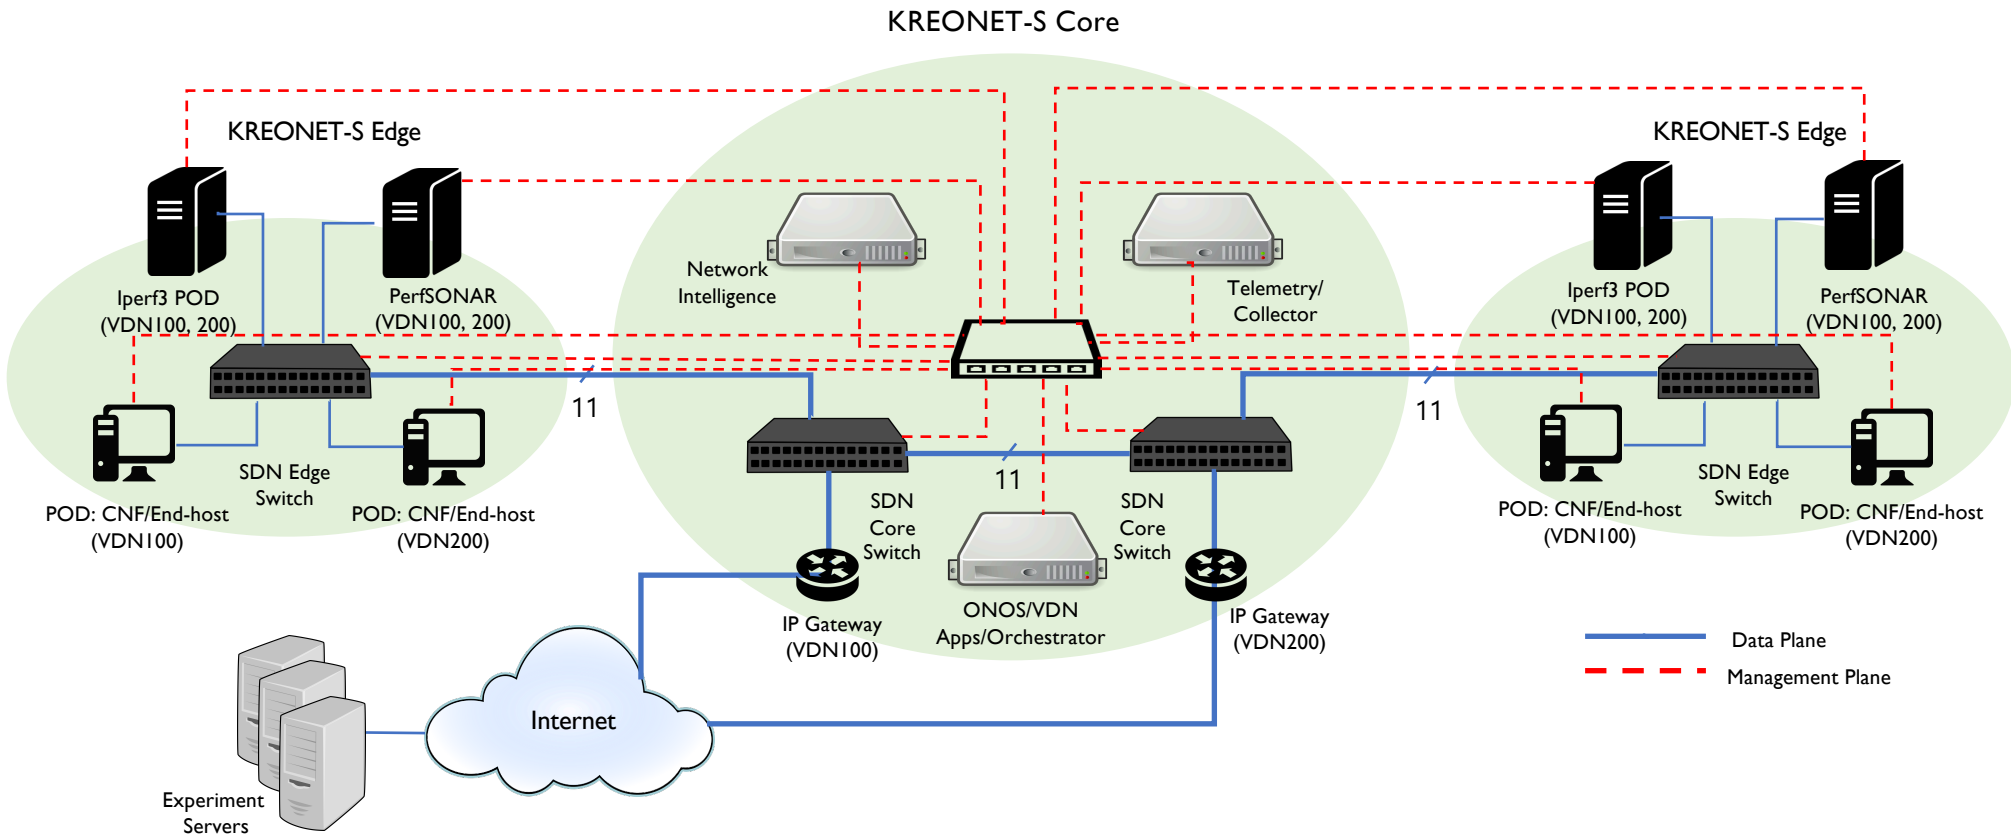 KREONET-S Core
KREONET-S Edge
KREONET-S Edge
Iperf3 POD
(VDN100, 200)
PerfSONAR
(VDN100, 200)
Network
Intelligence
Telemetry/
Collector
Iperf3 POD
(VDN100, 200)
PerfSONAR
(VDN100, 200)
11
11
11
SDN Edge
Switch
POD: CNF/End-host
(VDN100)
POD: CNF/End-host
(VDN200)
SDN
Core
Switch
SDN
Core
Switch
SDN Edge
Switch
POD: CNF/End-host
(VDN100)
POD: CNF/End-host
(VDN200)
IP Gateway
(VDN100)
ONOS/VDN
Apps/Orchestrator
IP Gateway
(VDN200)
Data Plane
Management Plane
Internet
Experiment
Servers